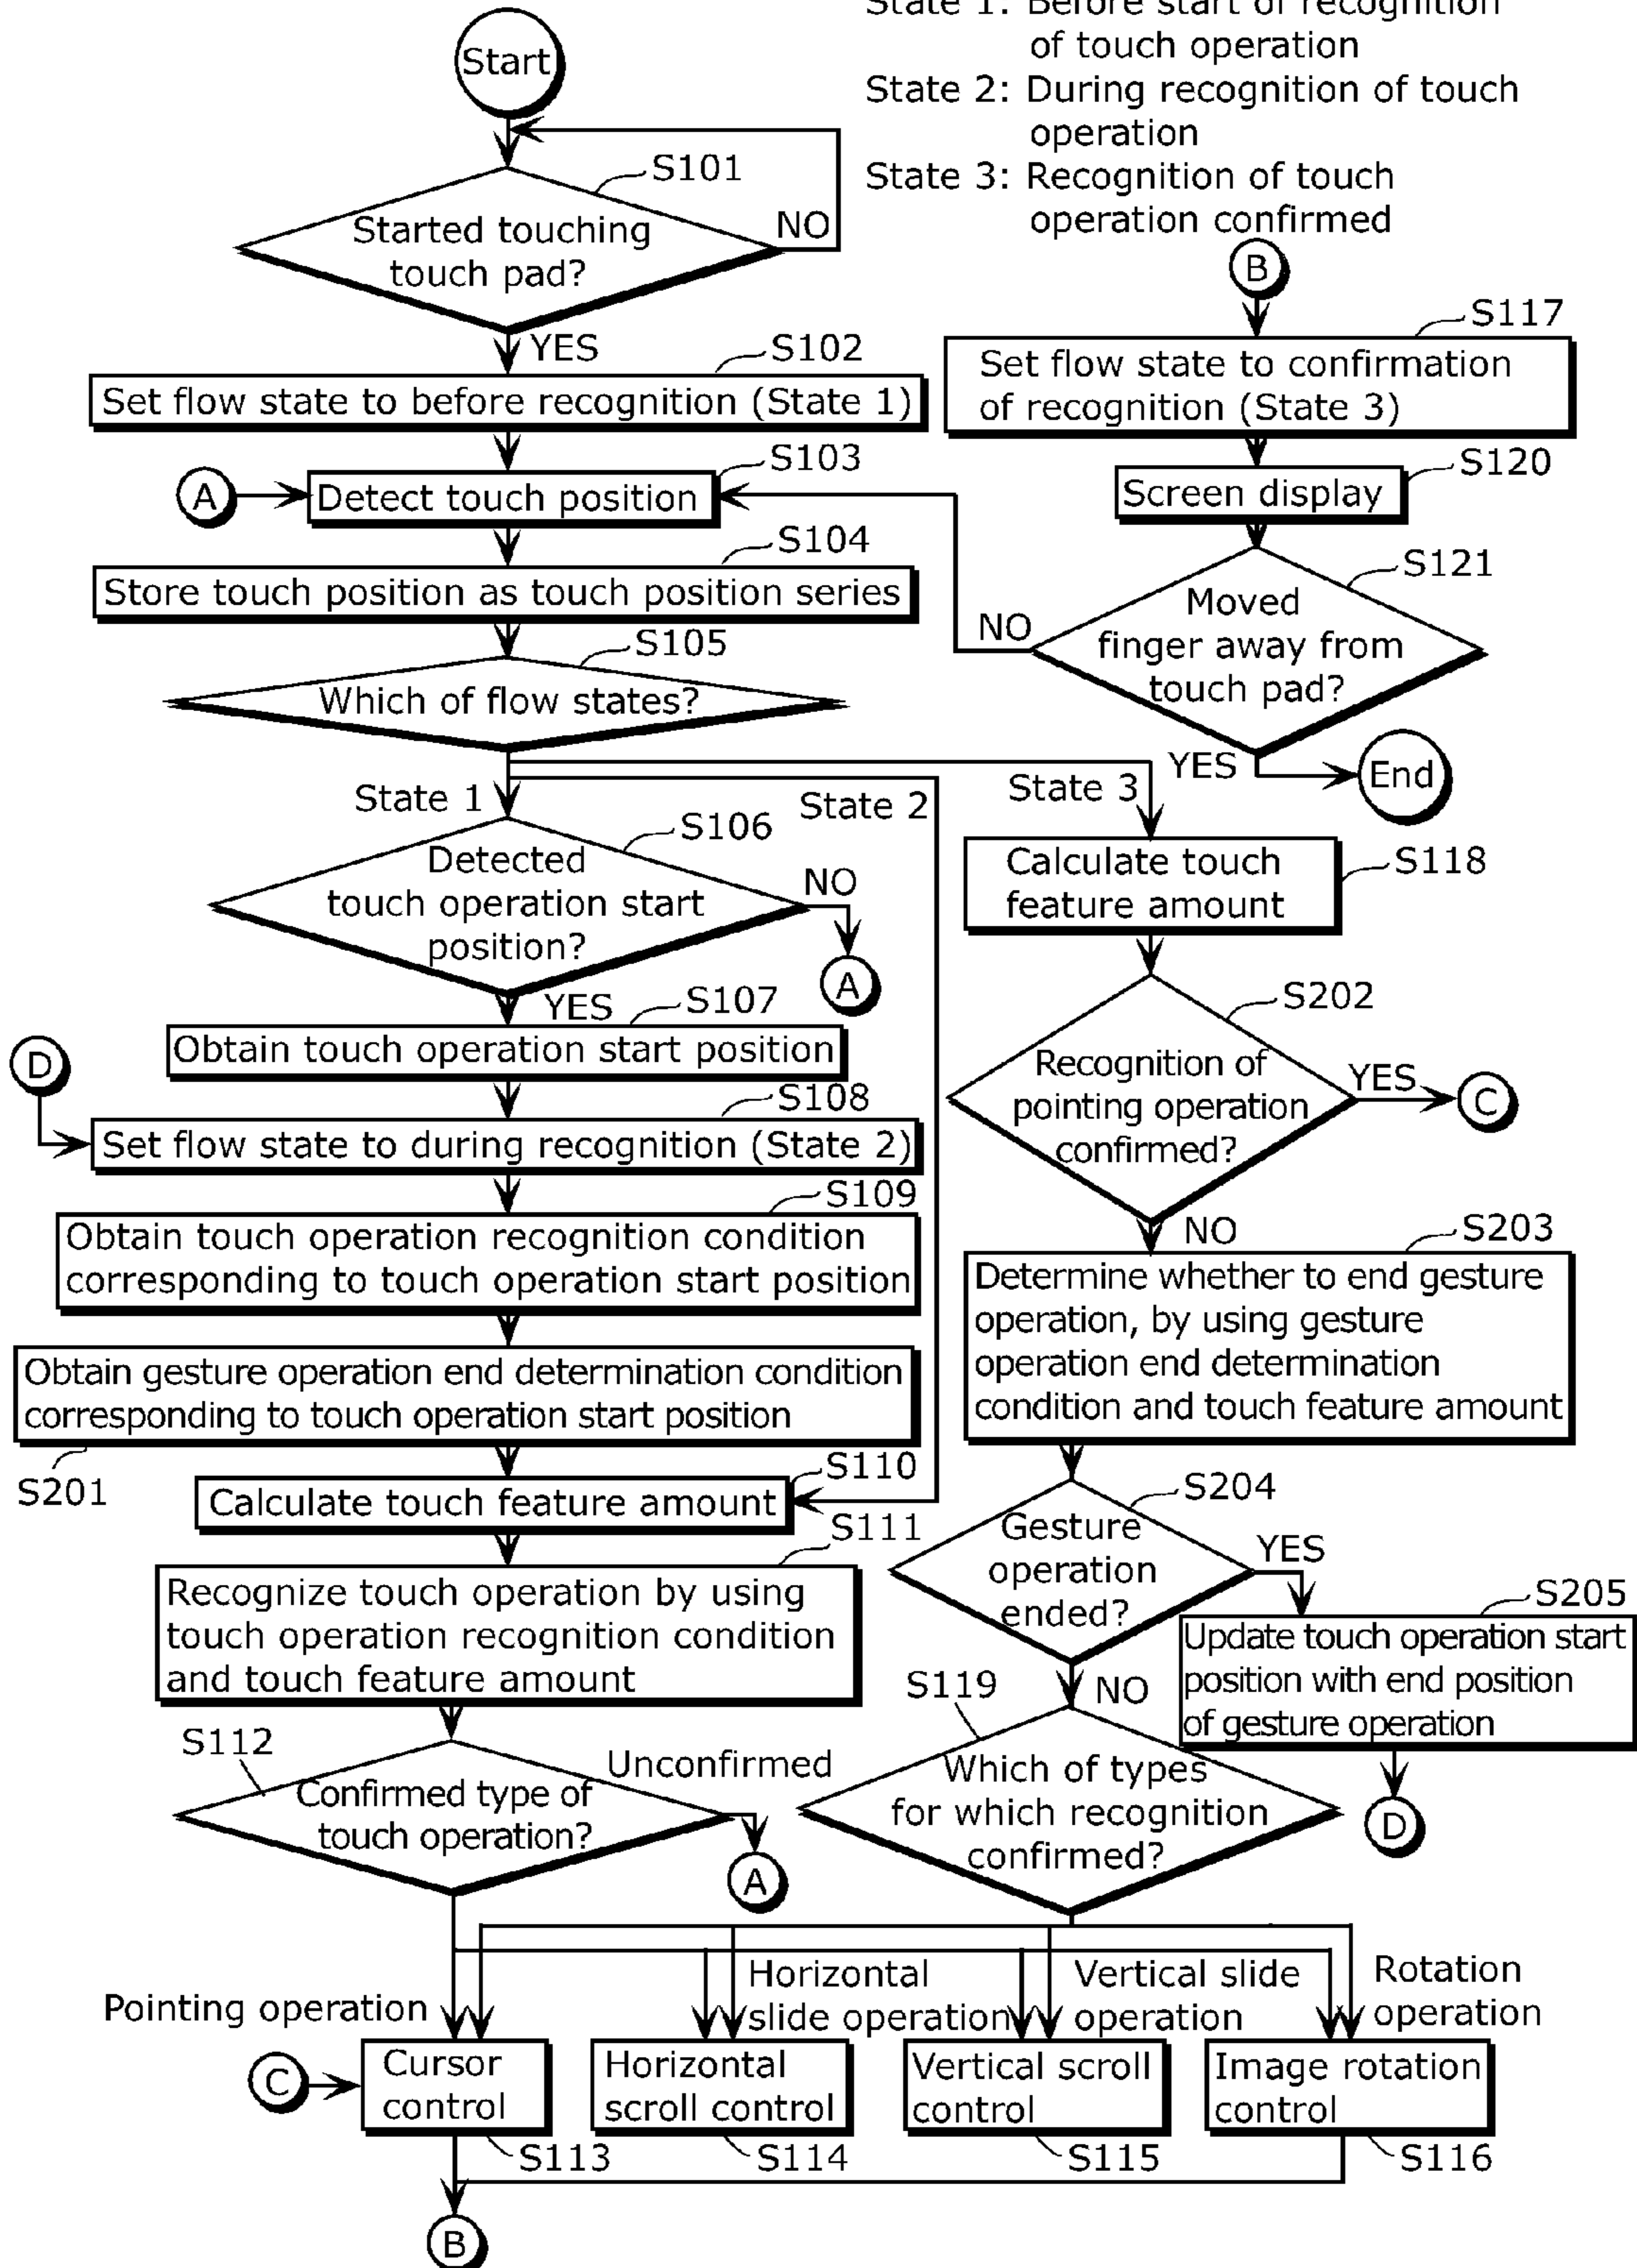 State 1: Before start of recognition
of touch operation
State 2: During recognition of touch
operation
State 3: Recognition of touch
operation confirmed
Start
S101
Started touching
touch pad?
NO
YES
S102
Set flow state to before recognition (State 1)
A
S103
Detect touch position
S104
Store touch position as touch position series
S105
Which of flow states?
State 1
State 2
State 3
S106
Detected
touch operation start
position?
NO
A
YES
S107
Obtain touch operation start position
D
S108
Set flow state to during recognition (State 2)
S109
Obtain touch operation recognition condition
corresponding to touch operation start position
Obtain gesture operation end determination condition
corresponding to touch operation start position
S201
S110
Calculate touch feature amount
S111
Recognize touch operation by using
touch operation recognition condition
and touch feature amount
S112
Confirmed type of
touch operation?
Unconfirmed
A
B
S117
Set flow state to confirmation
of recognition (State 3)
S120
Screen display
S121
Moved
finger away from
touch pad?
NO
YES
End
S118
Calculate touch
feature amount
S202
Recognition of
pointing operation
confirmed?
YES
C
NO
S203
Determine whether to end gesture
operation, by using gesture
operation end determination
condition and touch feature amount
S204
Gesture
operation
ended?
YES
S205
Update touch operation start
position with end position
of gesture operation
D
NO
S119
Which of types
for which recognition
confirmed?
Pointing operation
Horizontal
slide operation
Vertical slide
operation
Rotation
operation
C
Cursor
control
S113
Horizontal
scroll control
S114
Vertical scroll
control
S115
Image rotation
control
S116
B